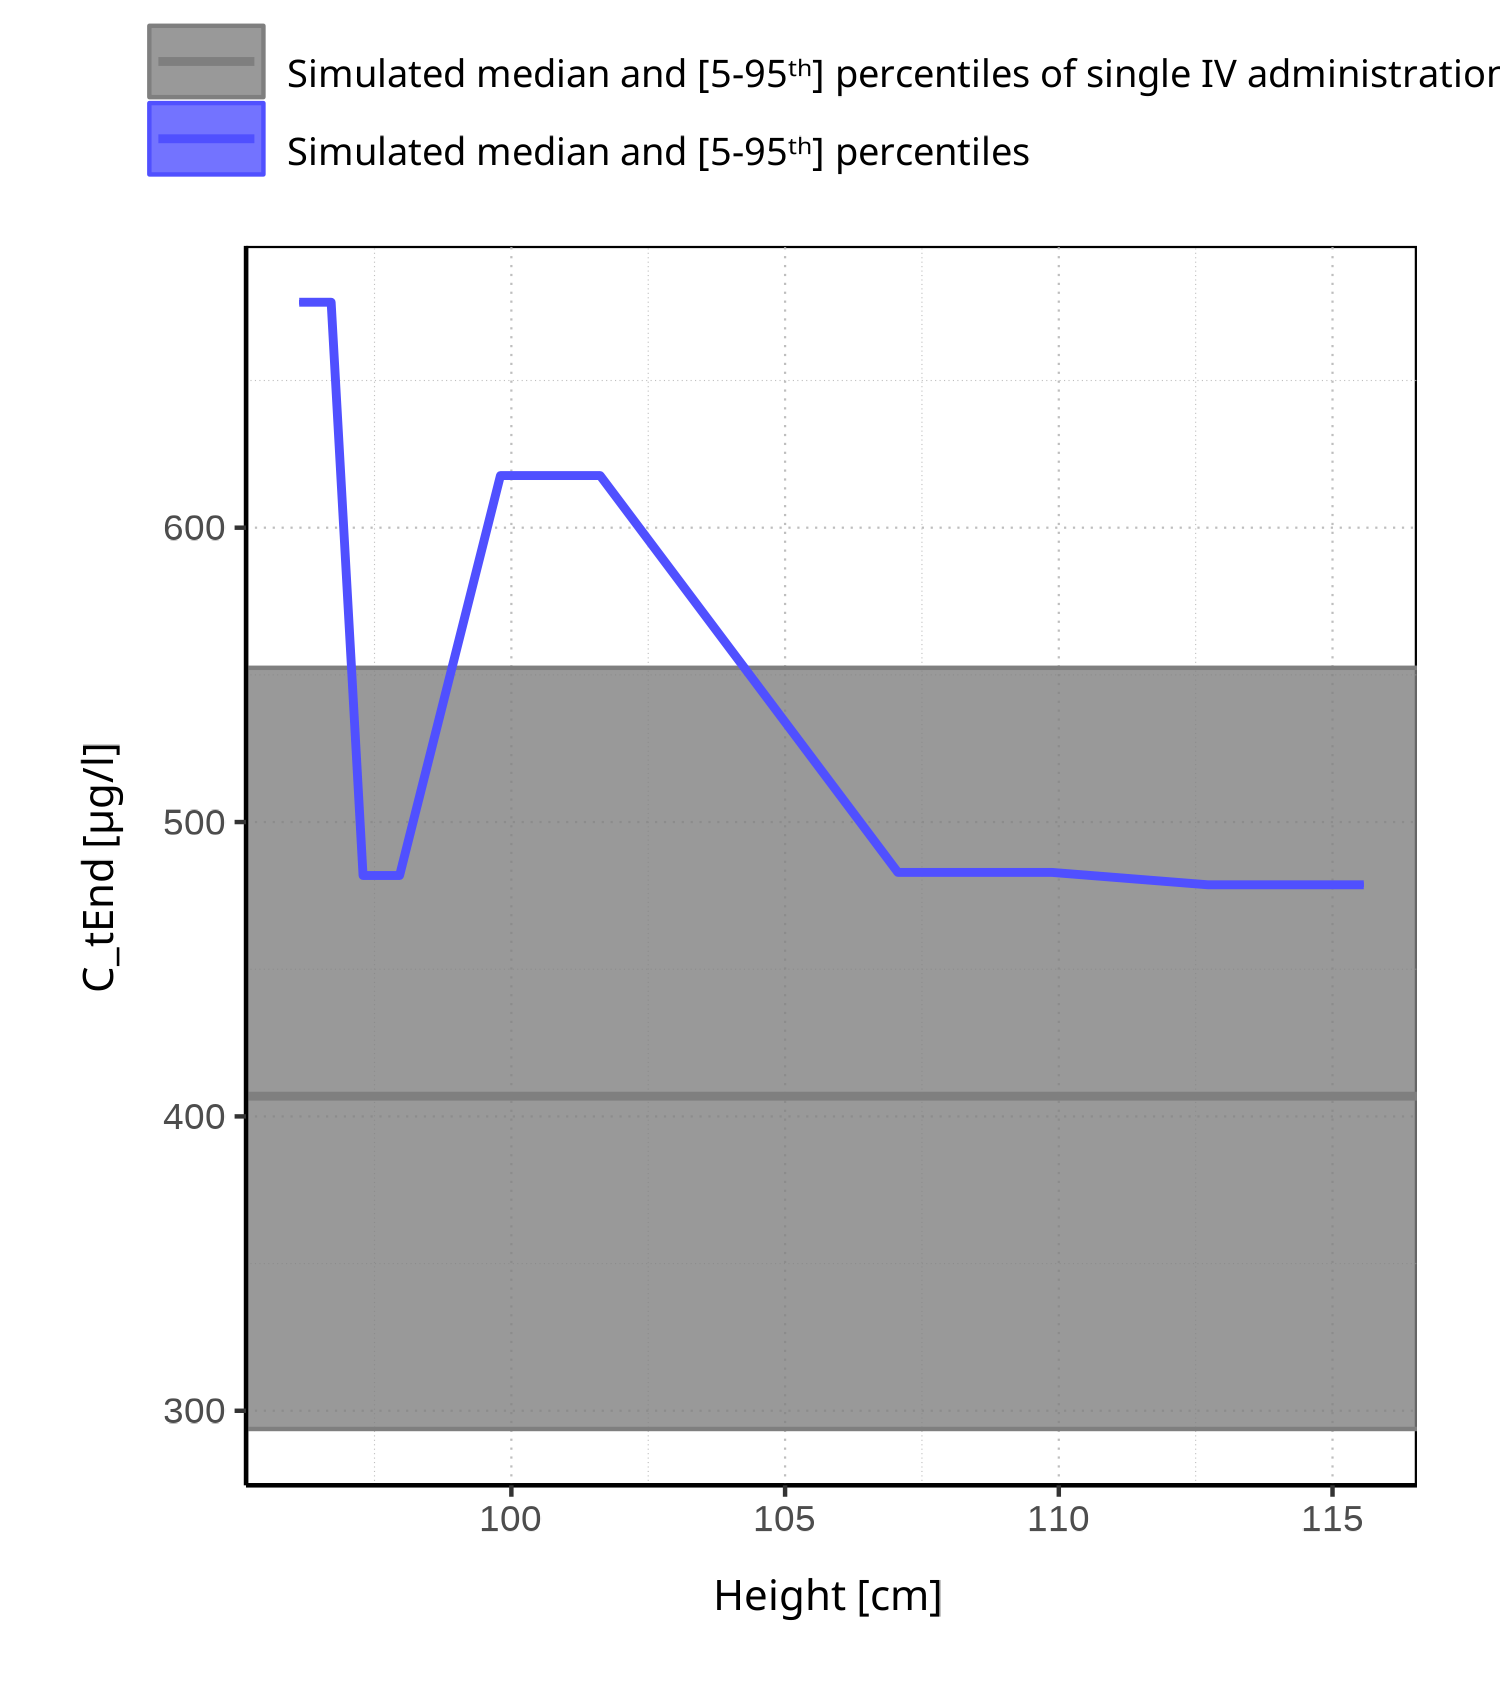 Simulated median and [5-95ᵗʰ] percentiles of single IV administration
Simulated median and [5-95ᵗʰ] percentiles
600
500
400
300
C_tEnd [µg/l]
100 105 110 115
Height [cm]